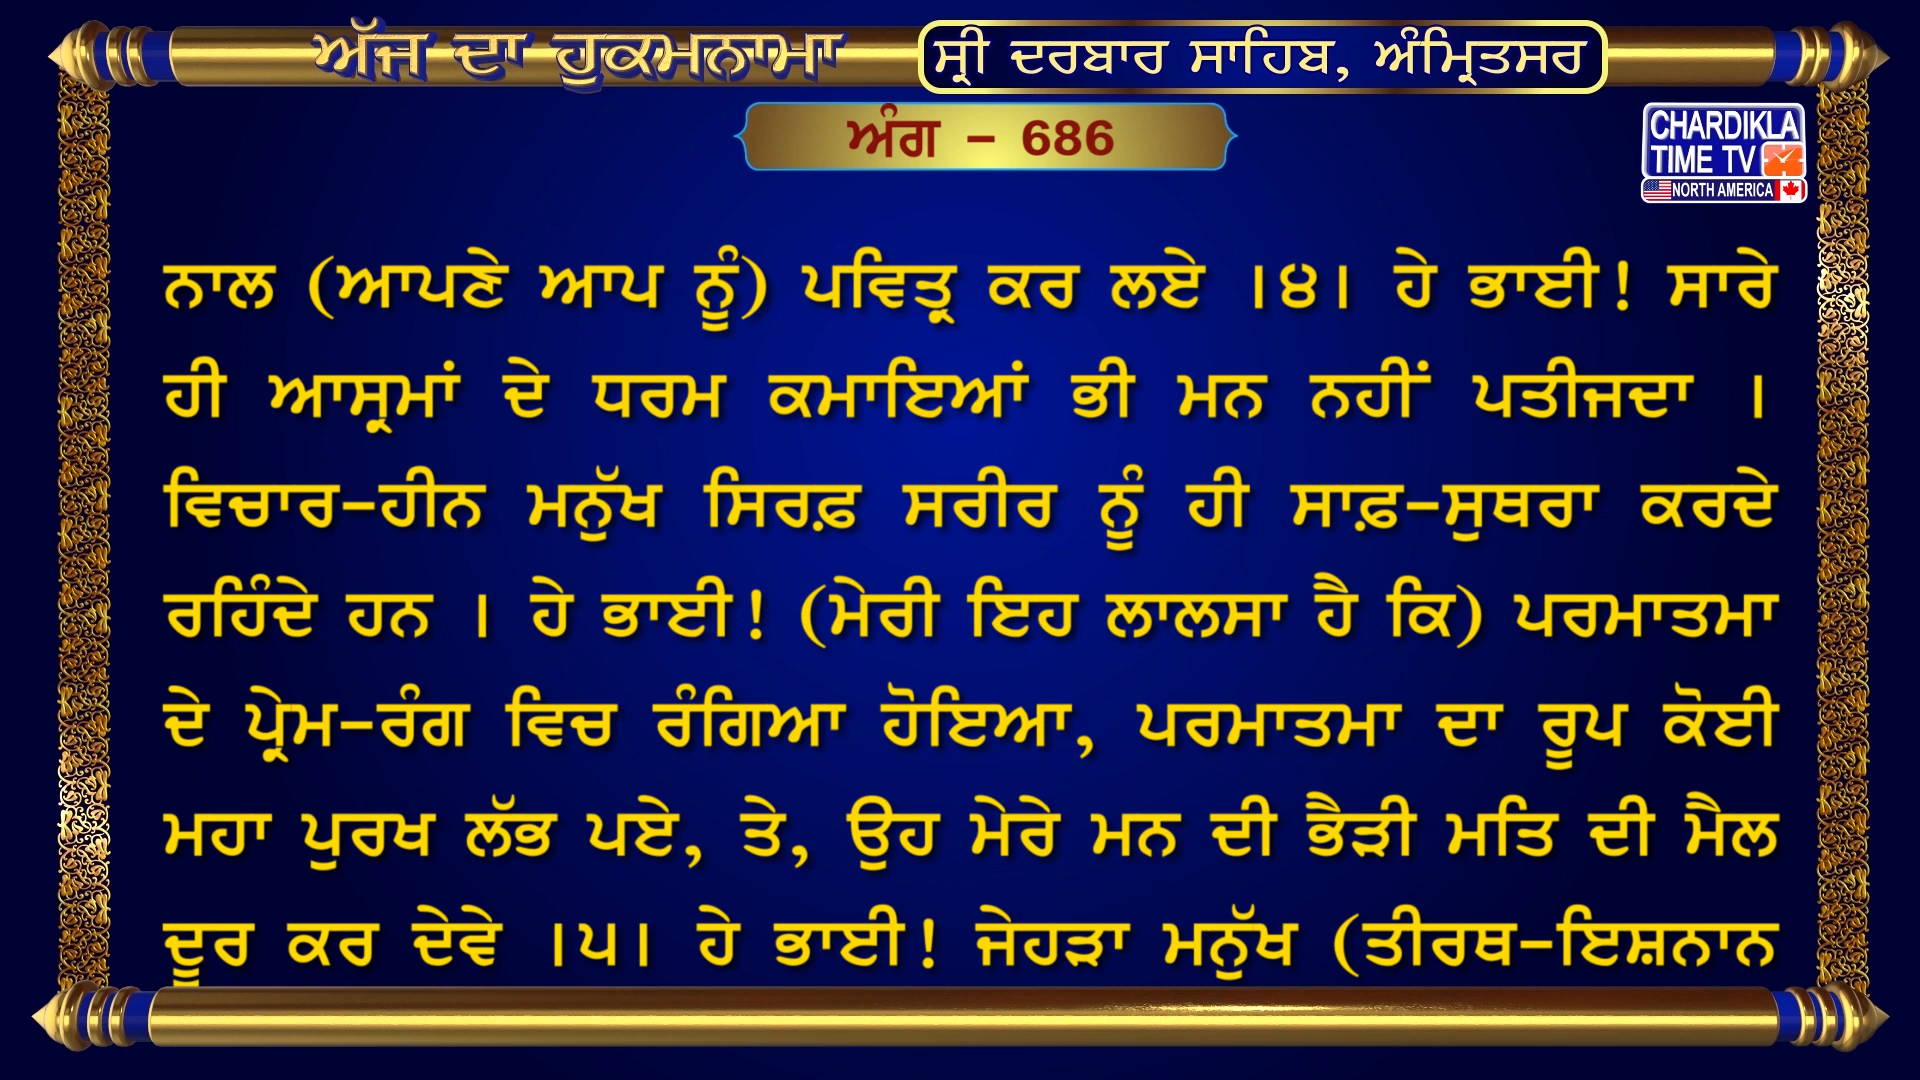 ਅੱਜ ਦਾ ਹੁਕਮਨਾਮਾ ਸ੍ਰੀ ਦਰਬਾਰ ਸਾਹਿਬ, ਅੰਮ੍ਰਿਤਸਰ
ਅੰਗ - 686
CHARDIKLA
TIME TV
NORTH AMERICA
ਨਾਲ (ਆਪਣੇ ਆਪ ਨੂੰ) ਪਵਿਤ੍ਰ ਕਰ ਲਏ ।੪। ਹੇ ਭਾਈ! ਸਾਰੇ
ਹੀ ਆਸ੍ਰਮਾਂ ਦੇ ਧਰਮ ਕਮਾਇਆਂ ਭੀ ਮਨ ਨਹੀਂ ਪਤੀਜਦਾ ।
ਵਿਚਾਰ-ਹੀਨ ਮਨੁੱਖ ਸਿਰਫ਼ ਸਰੀਰ ਨੂੰ ਹੀ ਸਾਫ਼-ਸੁਥਰਾ ਕਰਦੇ
ਰਹਿੰਦੇ ਹਨ । ਹੇ ਭਾਈ! (ਮੇਰੀ ਇਹ ਲਾਲਸਾ ਹੈ ਕਿ) ਪਰਮਾਤਮਾ
ਦੇ ਪ੍ਰੇਮ-ਰੰਗ ਵਿਚ ਰੰਗਿਆ ਹੋਇਆ, ਪਰਮਾਤਮਾ ਦਾ ਰੂਪ ਕੋਈ
ਮਹਾ ਪੁਰਖ ਲੱਭ ਪਏ, ਤੇ, ਉਹ ਮੇਰੇ ਮਨ ਦੀ ਭੈੜੀ ਮਤਿ ਦੀ ਮੈਲ
ਦੂਰ ਕਰ ਦੇਵੇ ।੫। ਹੇ ਭਾਈ! ਜੇਹੜਾ ਮਨੁੱਖ (ਤੀਰਥ-ਇਸ਼ਨਾਨ